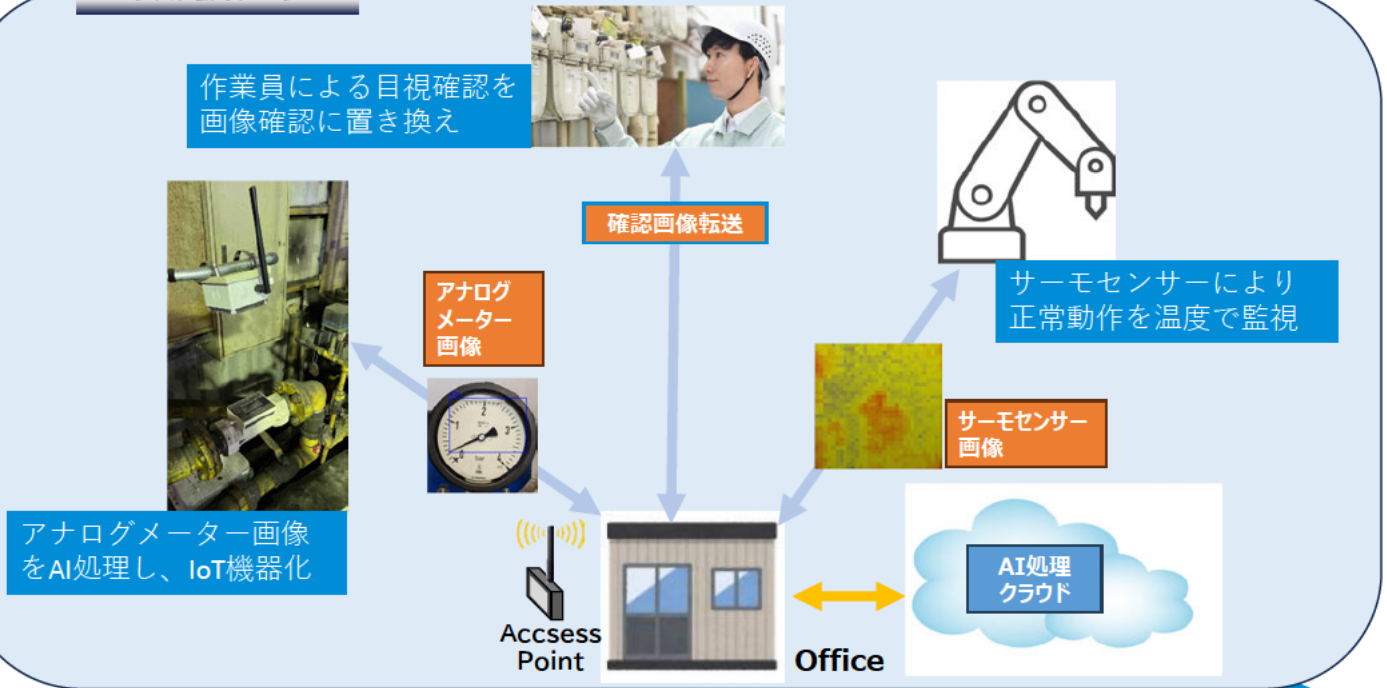 作業員による目視確認を
画像確認に置き換え
確認画像転送
アナログ
メーター
画像
サーモセンサーにより
正常動作を温度で監視
サーモセンサー
画像
アナログメーター画像
をAI処理し、IoT機器化
AI処理
クラウド
Accsess
Point
Office